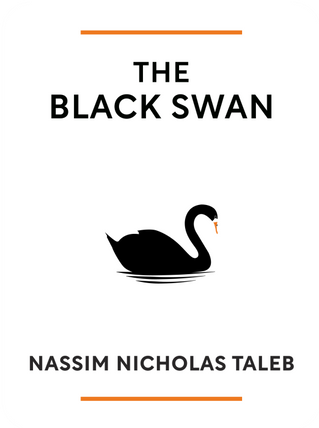 THE
BLACK SWAN
NASSIM NICHOLAS TALEB